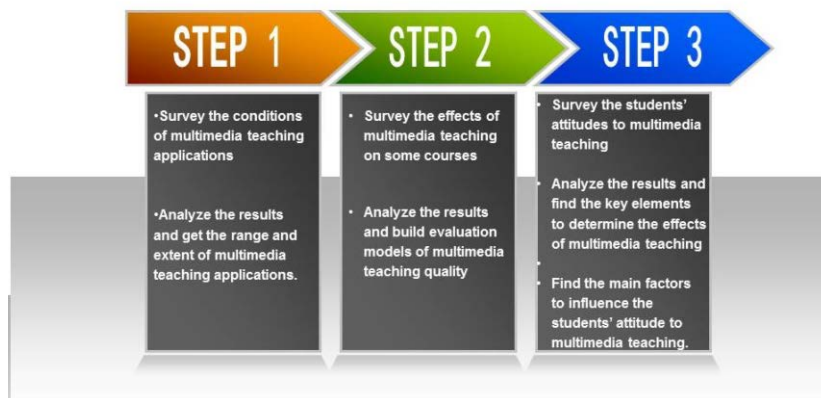 STEP 1
STEP 2
STEP 3
•Survey the conditions
of multimedia teaching
applications
•Analyze the results
and get the range and
extent of multimedia
teaching applications.
• Survey the effects of
multimedia teaching
on some courses
• Analyze the results
and build evaluation
models of multimedia
teaching quality
• Survey the students’
attitudes to multimedia
teaching
• Analyze the results and
find the key elements
to determine the effects
of multimedia teaching
•
• Find the main factors
to influence the
students’ attitude to
multimedia teaching.